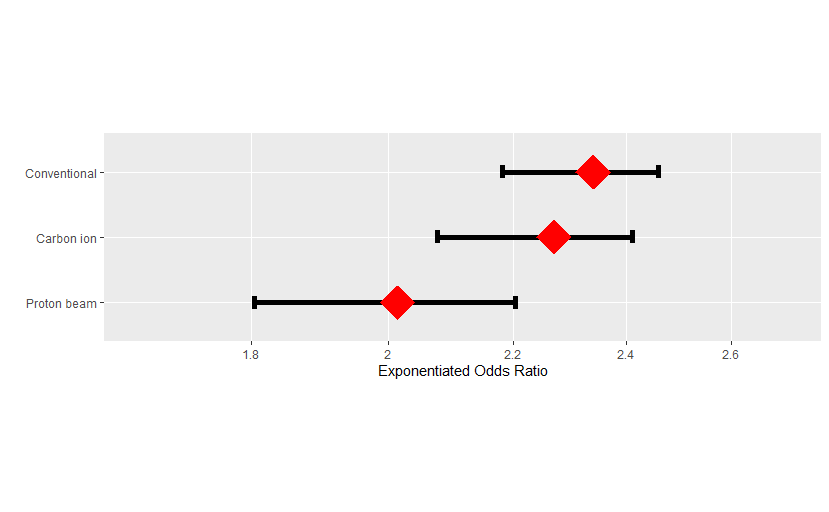 Conventional
Carbon ion
Proton beam
1.8 2 2.2 2.4 2.6
Exponentiated Odds Ratio